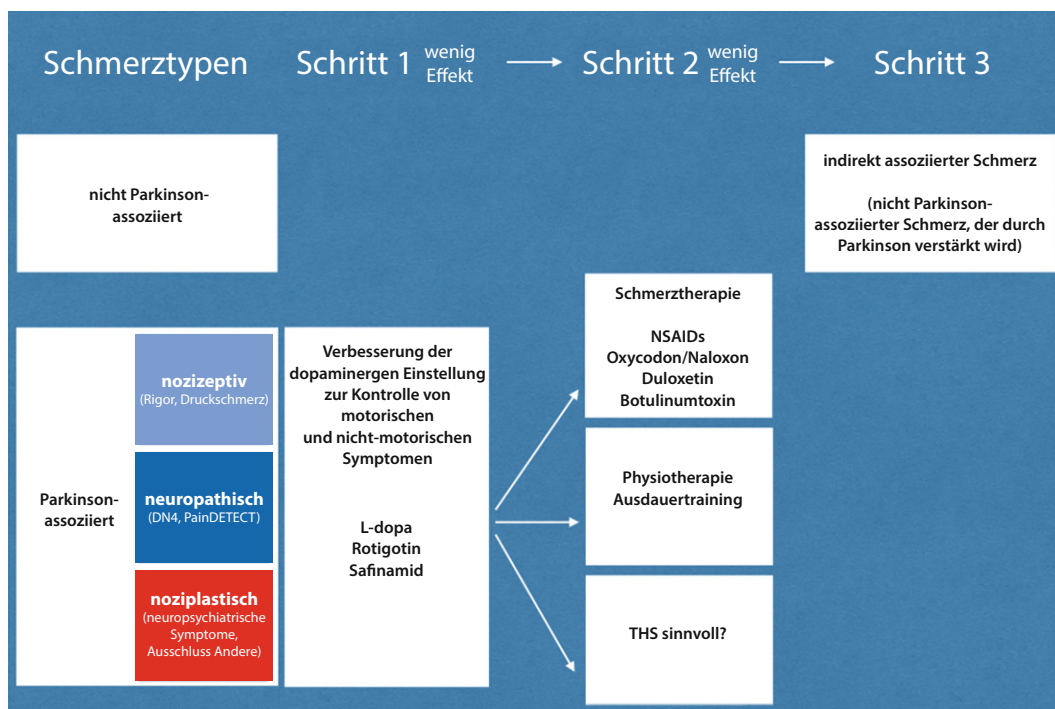 Schmerztypen
Schritt 1 wenig
Effekt
Schritt 2 wenig
Effekt
Schritt 3
nicht Parkinson-
assoziiert
indirekt assoziierter Schmerz
(nicht Parkinson-
assoziierter Schmerz, der durch
Parkinson verstärkt wird)
Parkinson-
assoziiert
nozizeptiv
(Rigor, Druckschmerz)
neuropathisch
(DN4, PainDETECT)
noziplastisch
(neuropsychiatrische
Symptome,
Ausschluss Andere)
Verbesserung der
dopaminergen Einstellung
zur Kontrolle von
motorischen
und nicht-motorischen
Symptomen
L-dopa
Rotigotin
Safinamid
Schmerztherapie
NSAIDs
Oxycodon/Naloxon
Duloxetin
Botulinumtoxin
Physiotherapie
Ausdauertraining
THS sinnvoll?